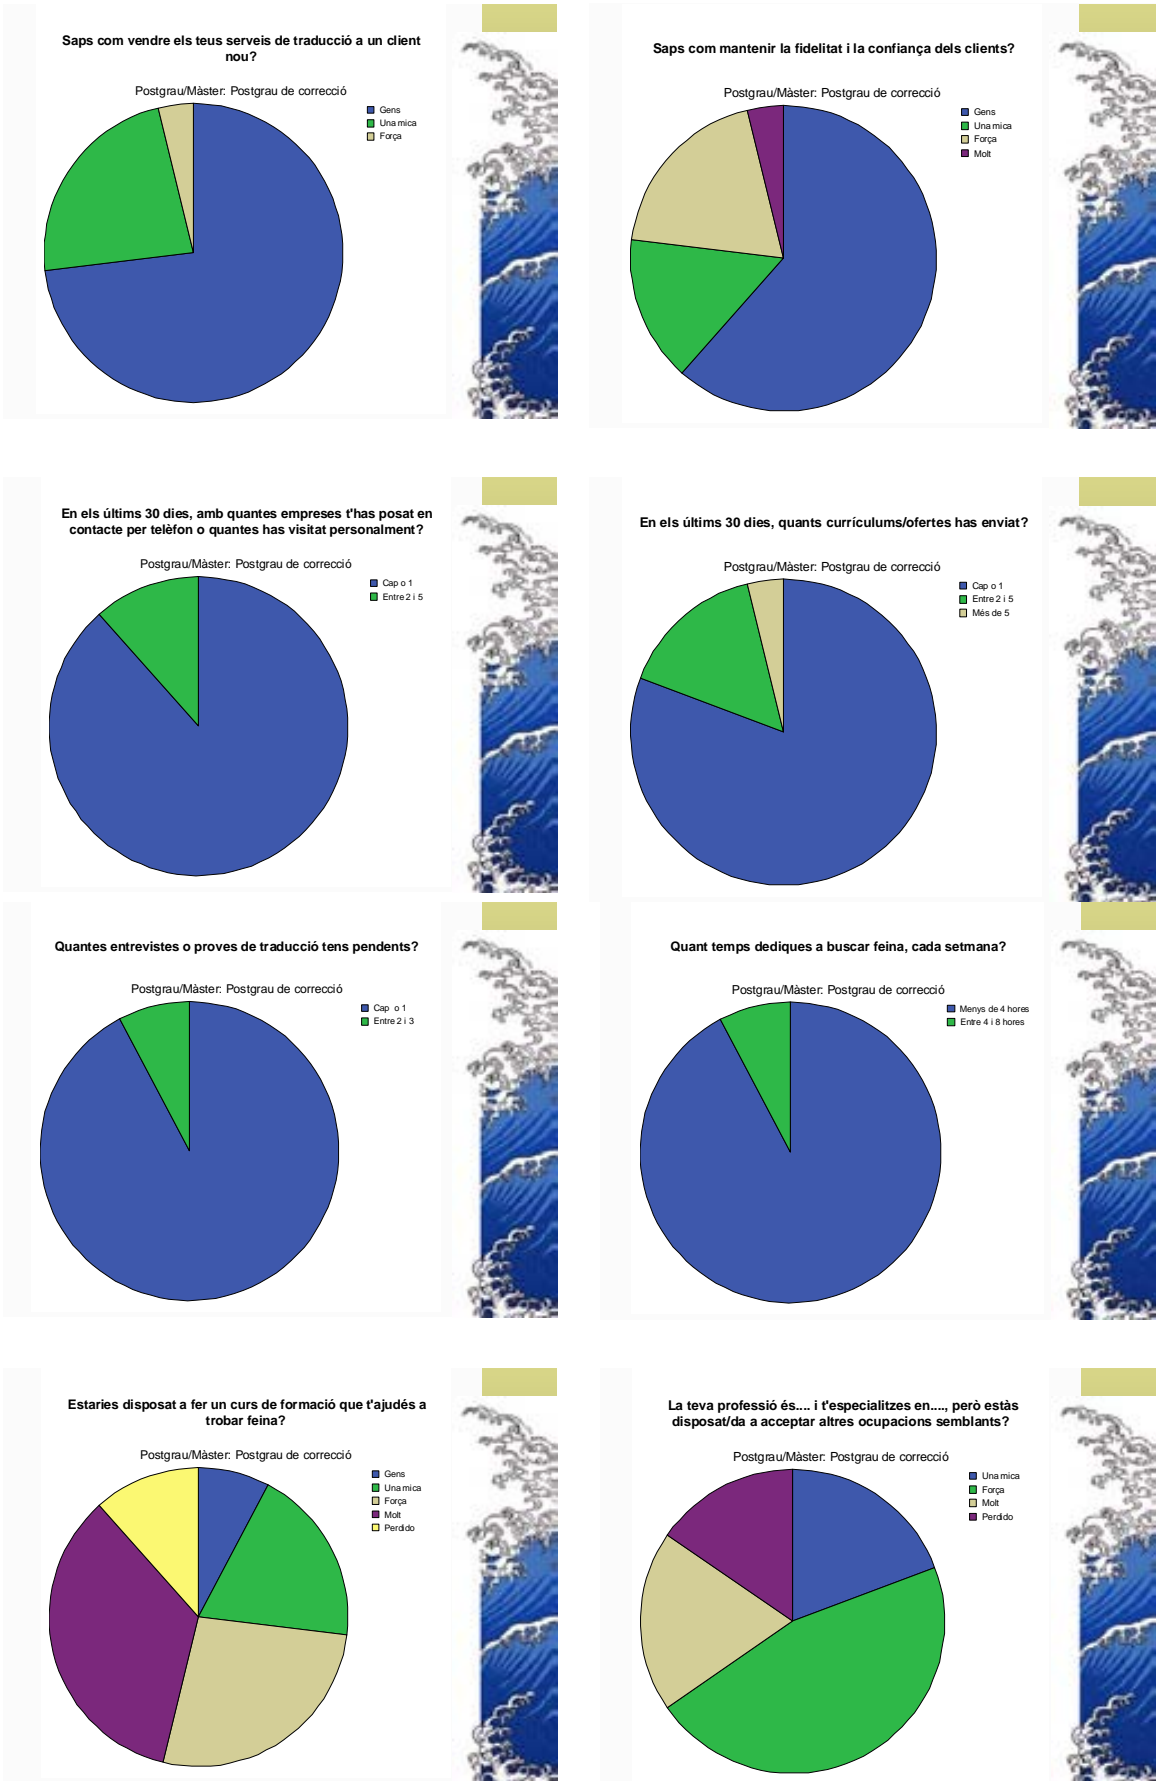 Saps com vendre els teus serveis de traducció a un client
nou?
Postgrau/Màster: Postgrau de correcció
Gens
Una mica
Força
Saps com mantenir la fidelitat i la confiança dels clients?
Postgrau/Màster: Postgrau de correcció
Gens
Una mica
Força
Molt
En els últims 30 dies, amb quantes empreses t'has posat en
contacte per telèfon o quantes has visitat personalment?
Postgrau/Màster: Postgrau de correcció
Cap o 1
Entre 2 i 5
En els últims 30 dies, quants currículums/ofertes has enviat?
Postgrau/Màster: Postgrau de correcció
Cap o 1
Entre 2 i 5
Més de 5
Quantes entrevistes o proves de traducció tens pendents?
Postgrau/Màster: Postgrau de correcció
Cap o 1
Entre 2 i 3
Quant temps dediques a buscar feina, cada setmana?
Postgrau/Màster: Postgrau de correcció
Menys de 4 hores
Entre 4 i 8 hores
Estaries disposat a fer un curs de formació que t'ajudés a
trobar feina?
Postgrau/Màster: Postgrau de correcció
Gens
Una mica
Força
Molt
Perdido
La teva professió és.... i t'especialitzes en...., però estàs
disposat/da a acceptar altres ocupacions semblants?
Postgrau/Màster: Postgrau de correcció
Una mica
Força
Molt
Perdido